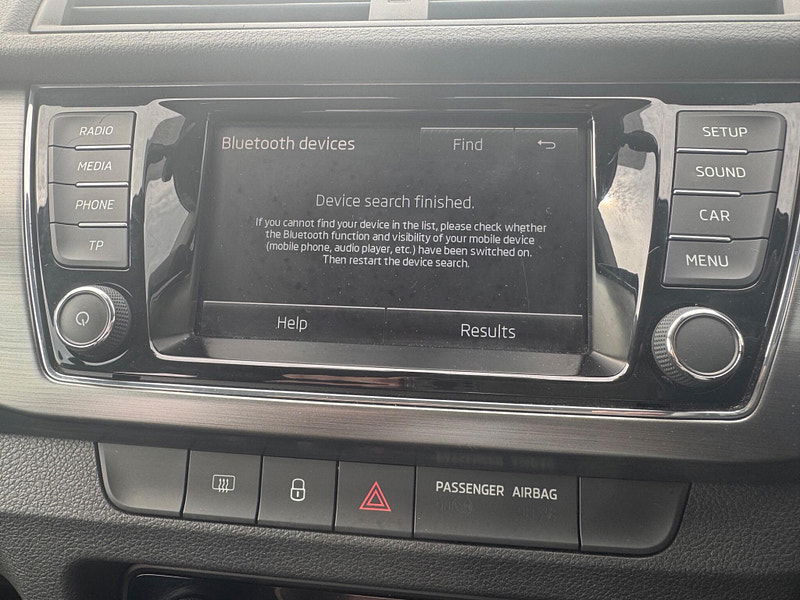 RADIO
MEDIA
PHONE
TP
Bluetooth devices
Find
Device search finished.
If you cannot find your device in the list, please check whether
the Bluetooth function and visibility of your mobile device
(mobile phone, audio player, etc.) have been switched on.
Then restart the device search.
Help
Results
SETUP
SOUND
CAR
MENU
PASSENGER AIRBAG